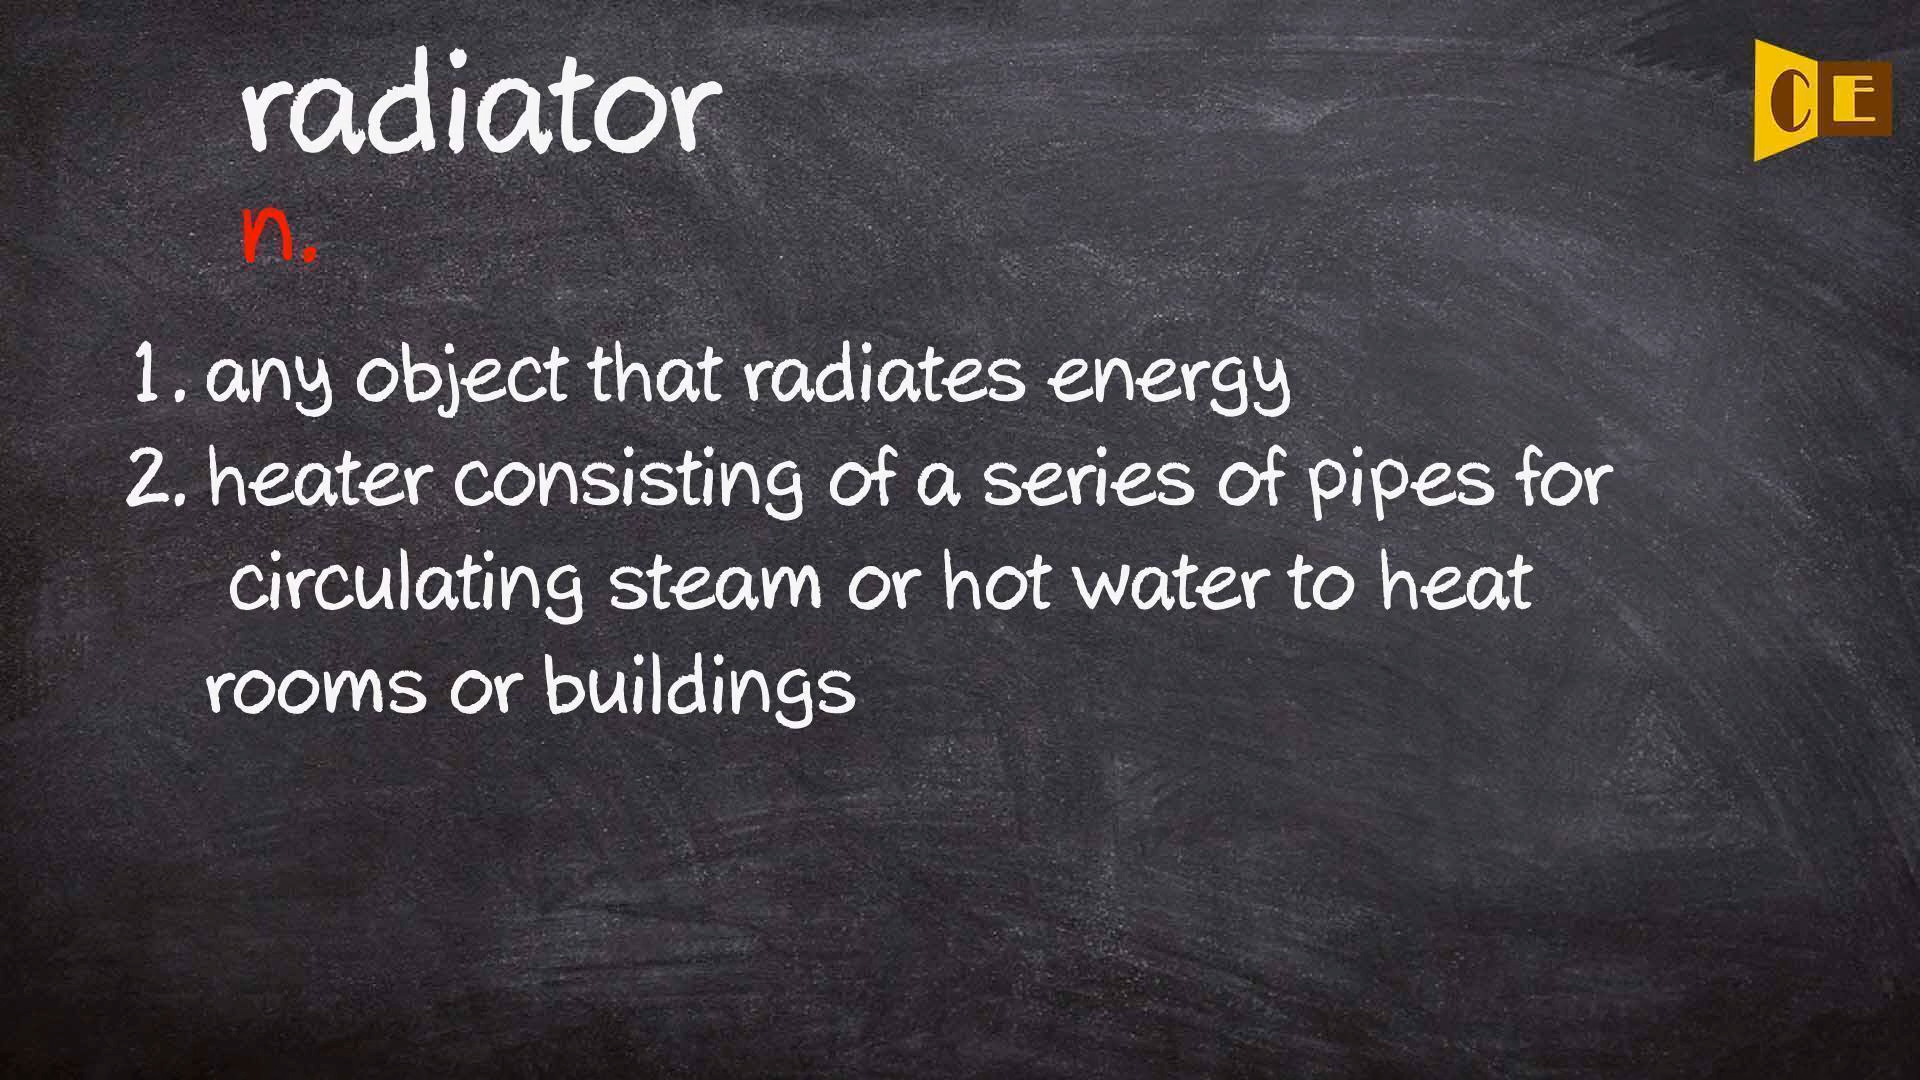 radiator
CE
n.
1. any object that radiates energy
2. heater consisting of a series of pipes for
circulating steam or hot water to heat
rooms or buildings